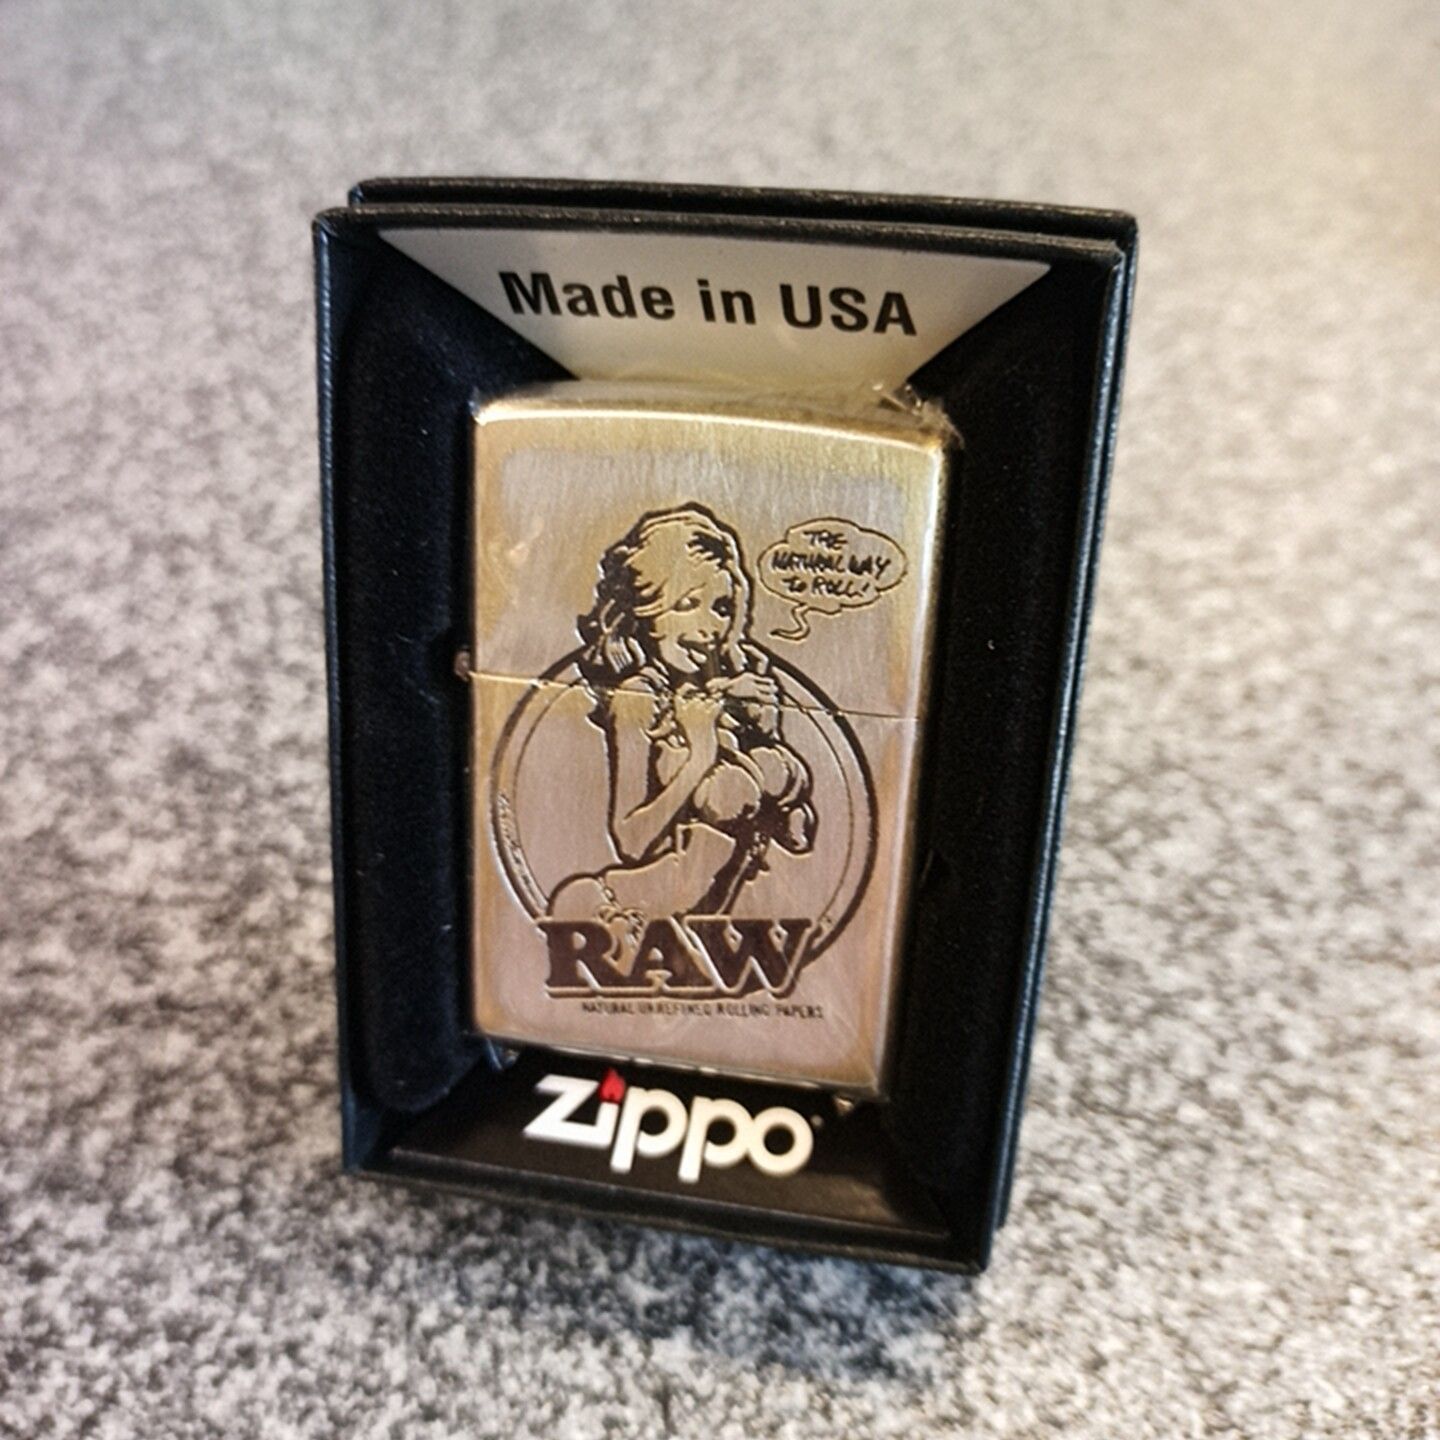 Made in USA
THE
NATURAL WAY
to ROLL!
RAW
NATURAL UNREFINED ROLLING PAPERS
zippo